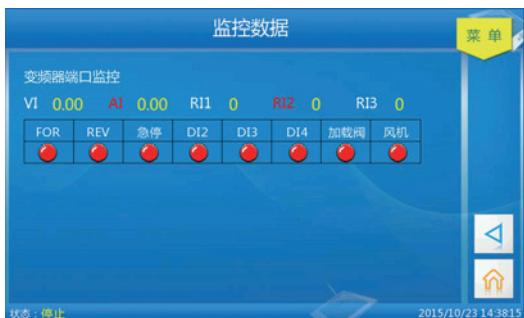 监控数据
菜 单
变频器端口监控
VI 0.00 AI 0.00 RI1 0 RI2 0 RI3 0
FOR REV 急停 DI2 DI3 DI4 加载阀 风机
状态：停止
2015/10/23 14:38:15